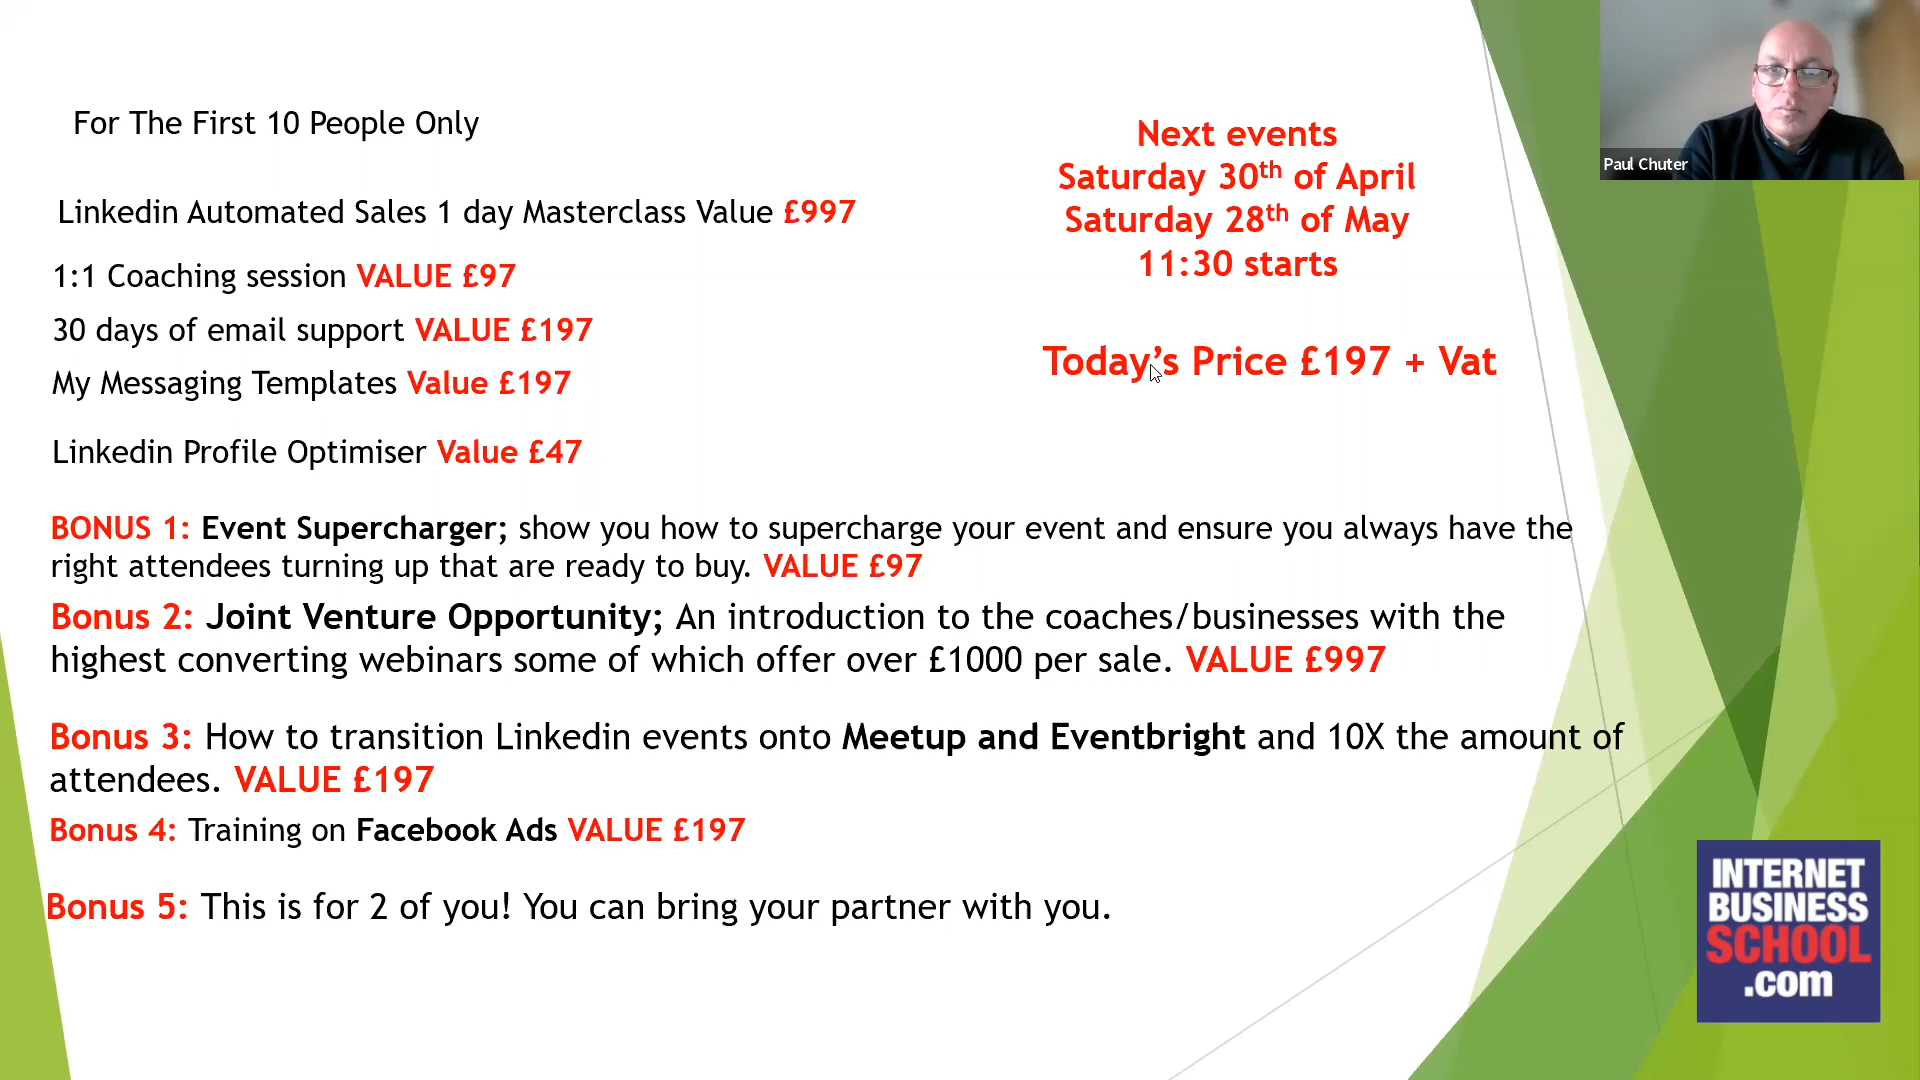 For The First 10 People Only
Linkedin Automated Sales 1 day Masterclass Value £997
1:1 Coaching session VALUE £97
30 days of email support VALUE £197
My Messaging Templates Value £197
Linkedin Profile Optimiser Value £47
BONUS 1: Event Supercharger; show you how to supercharge your event and ensure you always have the
right attendees turning up that are ready to buy. VALUE £97
Bonus 2: Joint Venture Opportunity; An introduction to the coaches/businesses with the
highest converting webinars some of which offer over £1000 per sale. VALUE £997
Bonus 3: How to transition Linkedin events onto Meetup and Eventbright and 10X the amount of
attendees. VALUE £197
Bonus 4: Training on Facebook Ads VALUE £197
Bonus 5: This is for 2 of you! You can bring your partner with you.
Next events
Saturday 30th of April
Saturday 28th of May
11:30 starts
Today’s Price £197 + Vat
Paul Chuter
INTERNET
BUSINESS
SCHOOL
.com